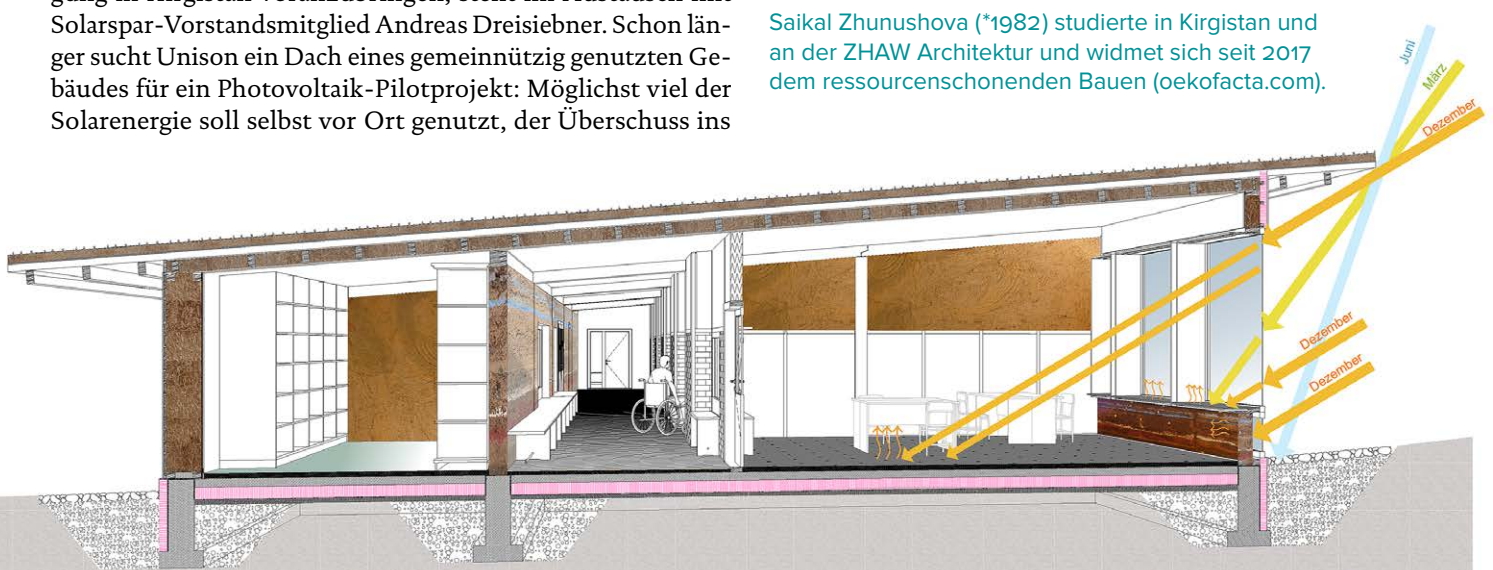 Solarspar-Vorstandsmitglied Andreas Dreisiebner. Schon län-
ger sucht Unison ein Dach eines gemeinnützig genutzten Ge-
bäudes für ein Photovoltaik-Pilotprojekt: Möglichst viel der
Solarenergie soll selbst vor Ort genutzt, der Überschuss ins
Saikal Zhunushova (*1982) studierte in Kirgistan und
an der ZHAW Architektur und widmet sich seit 2017
dem ressourcenschonenden Bauen (oekofacta.com).
Juni
März
Dezember
Dezember
Dezember